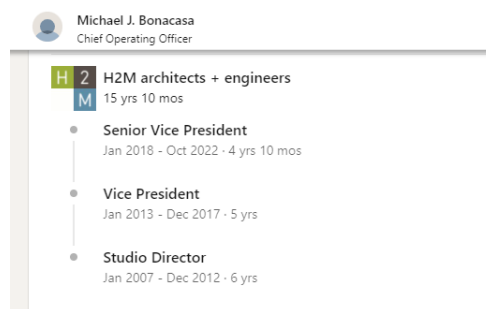 Michael J. Bonacasa
Chief Operating Officer
H2M
H2M architects + engineers
15 yrs 10 mos
Senior Vice President
Jan 2018 - Oct 2022 · 4 yrs 10 mos
Vice President
Jan 2013 - Dec 2017 · 5 yrs
Studio Director
Jan 2007 - Dec 2012 · 6 yrs